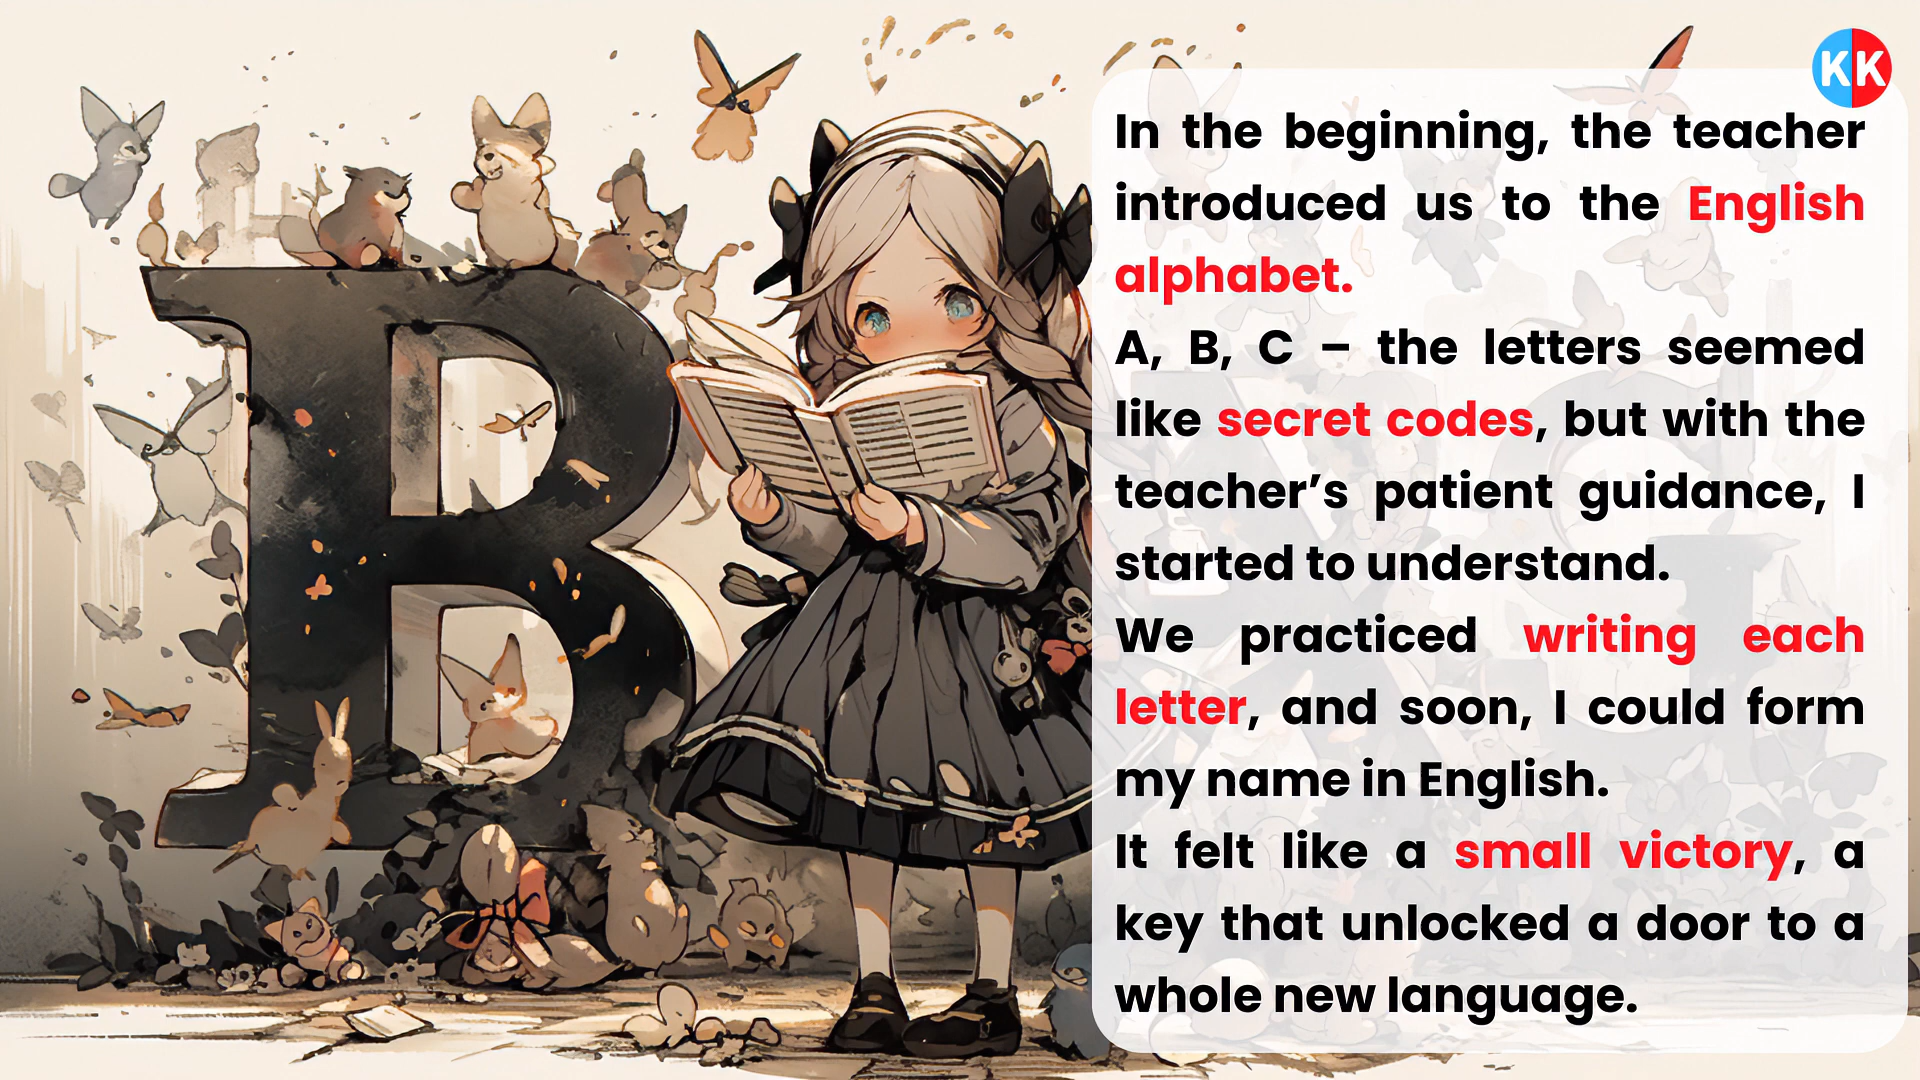 KK
In the beginning, the teacher
introduced us to the English
alphabet.
A, B, C – the letters seemed
like secret codes, but with the
teacher’s patient guidance, I
started to understand.
We practiced writing each
letter, and soon, I could form
my name in English.
It felt like a small victory, a
key that unlocked a door to a
whole new language.
B